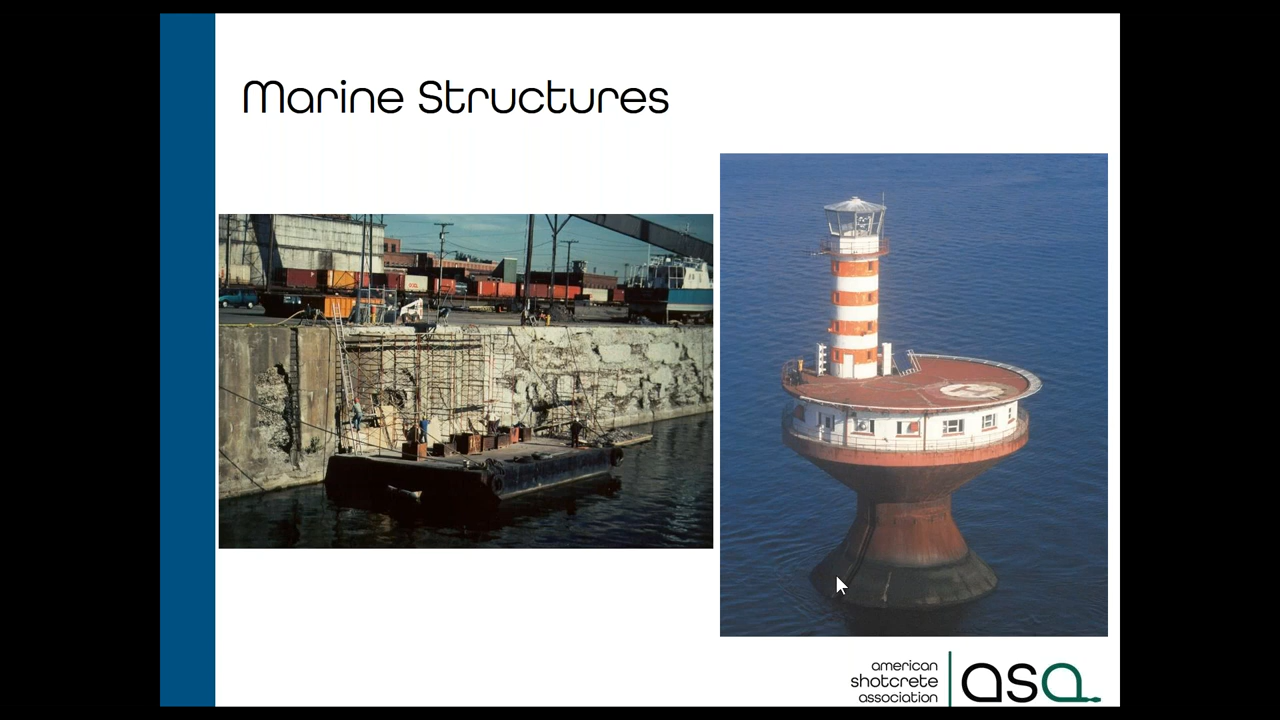 Marine Structures
american
shotcrete
association
asa